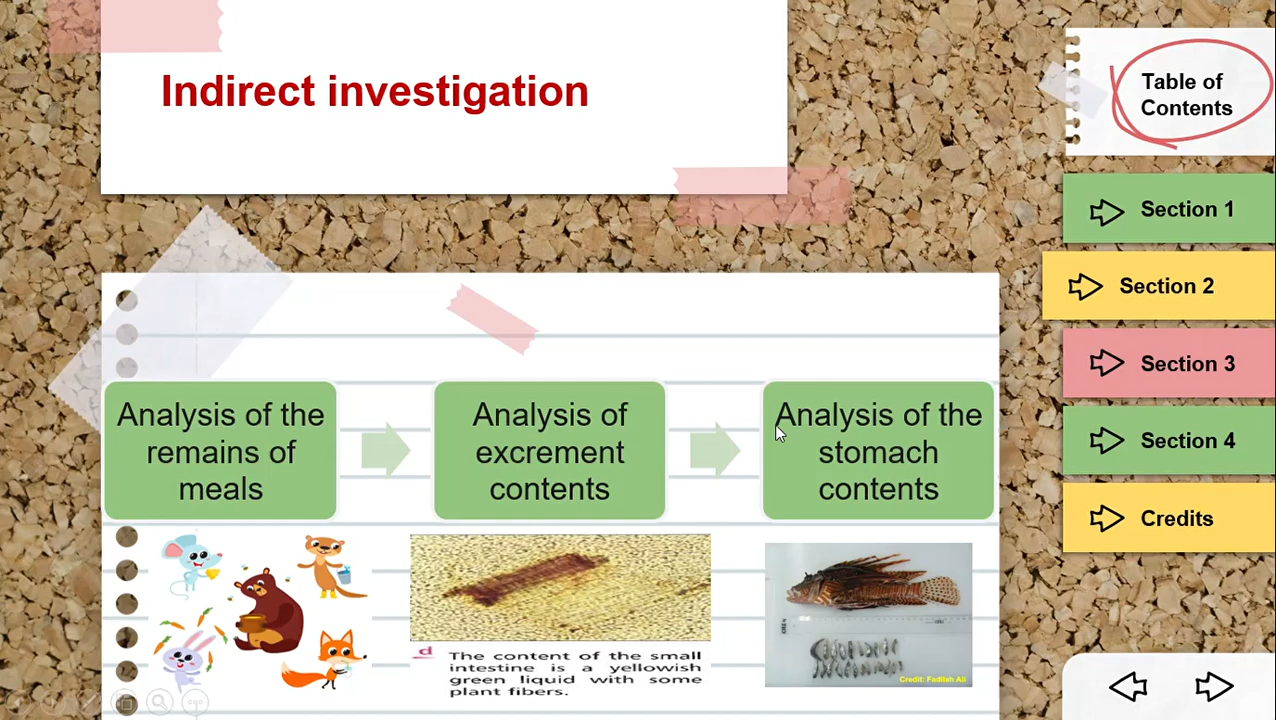 Indirect investigation
Table of
Contents
Section 1
Section 2
Section 3
Section 4
Credits
Analysis of the
remains of
meals
Analysis of
excrement
contents
Analysis of the
stomach
contents
d
The content of the small
intestine is a yellowish
green liquid with some
plant fibers.
Credit: Fadilah Ali